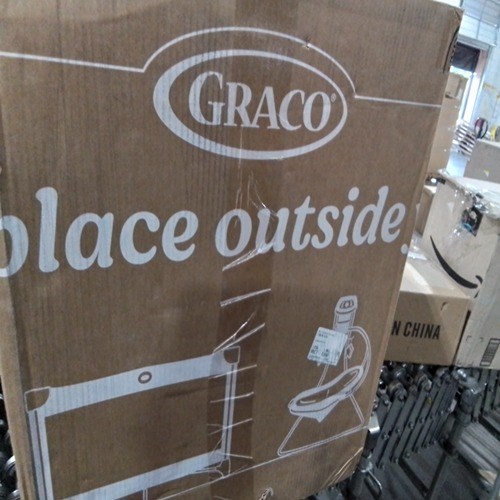 GRACO
place outside.
N CHINA